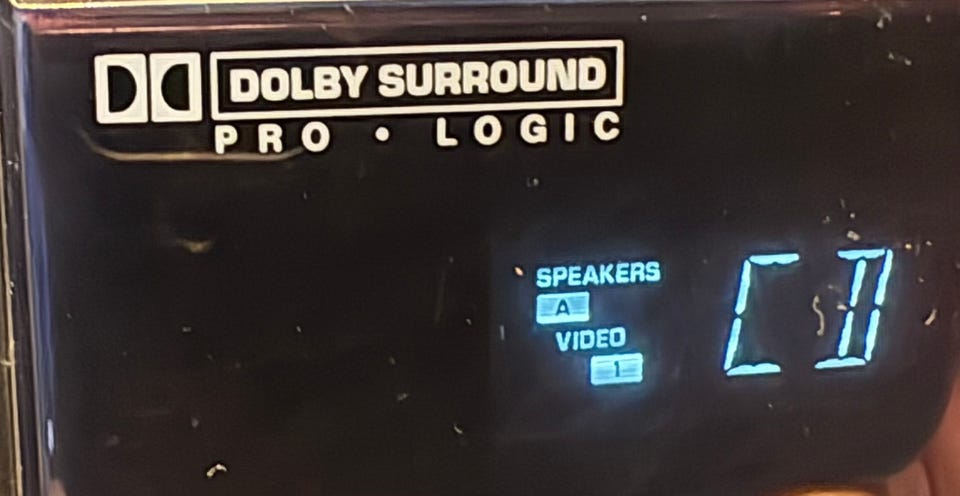 DOLBY SURROUND
PRO • LOGIC
SPEAKERS
A
VIDEO
1
CD